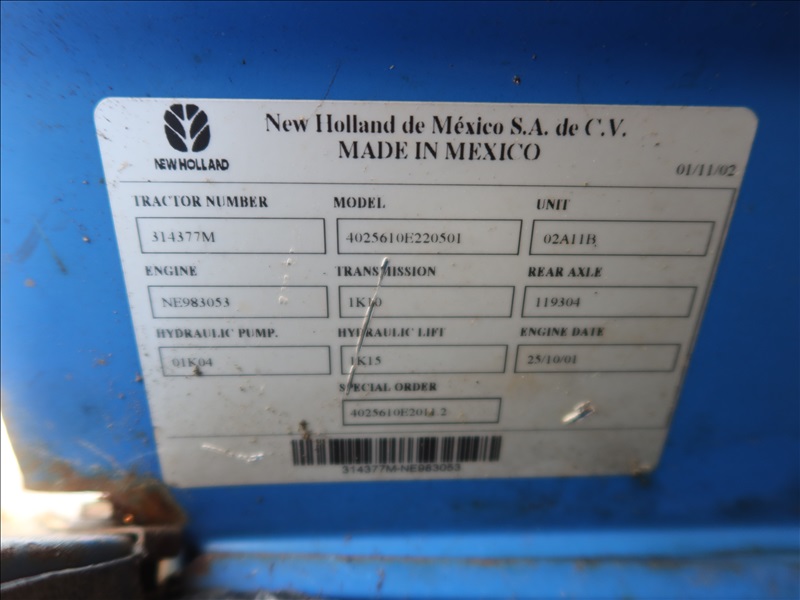 NEW HOLLAND
New Holland de México S.A. de C.V.
MADE IN MEXICO
01/11/02
TRACTOR NUMBER MODEL UNIT
314377M 4025610E220501 02A11B
ENGINE TRANSMISSION REAR AXLE
NE983053 1K10 119304
HYDRAULIC PUMP. HYDRAULIC LIFT ENGINE DATE
01K04 1K15 25/10/01
SPECIAL ORDER
314377M-NE983053